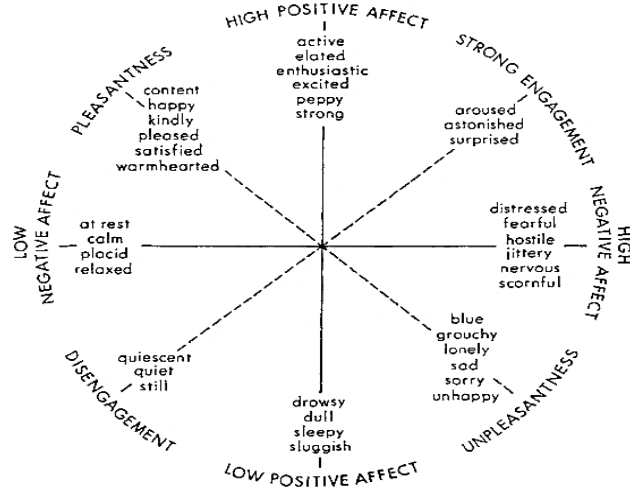 HIGH POSITIVE AFFECT
active
elated
enthusiastic
excited
peppy
strong
STRONG ENGAGEMENT
aroused
astonished
surprised
HIGH
NEGATIVE AFFECT
distressed
fearful
hostile
jittery
nervous
scornful
UNPLEASANTNESS
blue
grouchy
lonely
sad
sorry
unhappy
LOW POSITIVE AFFECT
drowsy
dull
sleepy
sluggish
DISENGAGEMENT
quiescent
quiet
still
LOW
NEGATIVE AFFECT
at rest
calm
placid
relaxed
PLEASANTNESS
content
happy
kindly
pleased
satisfied
warmhearted